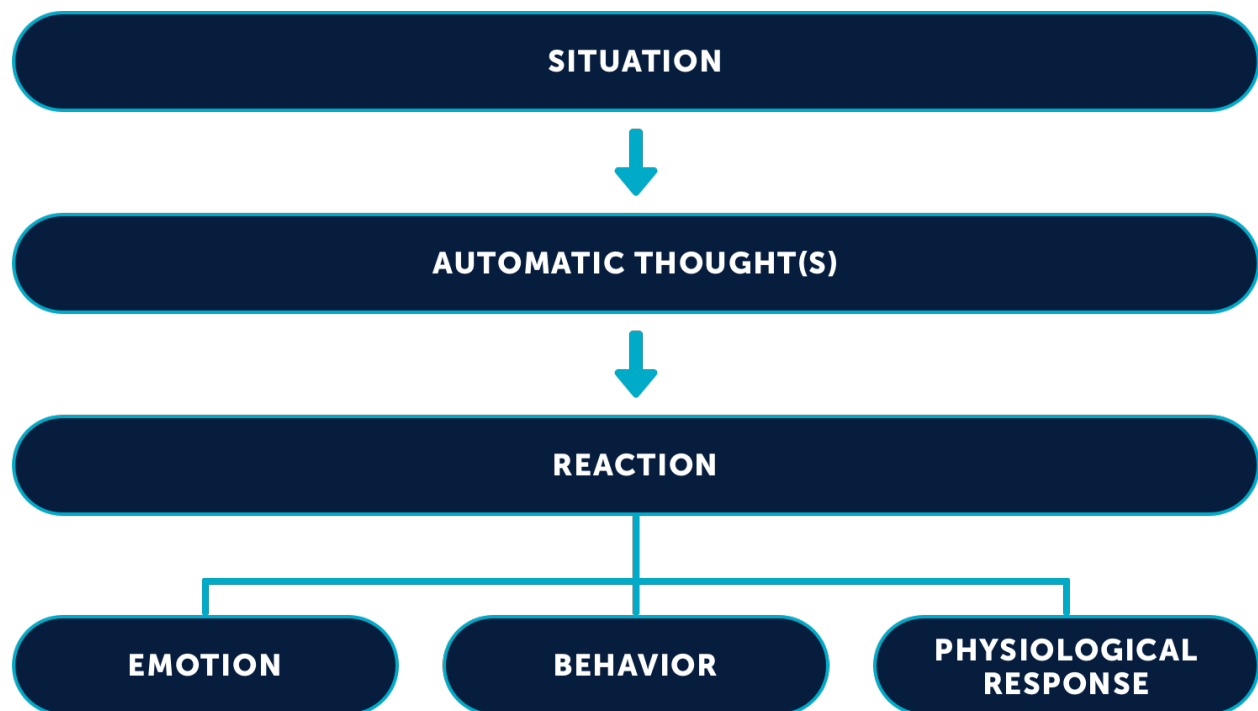 SITUATION
AUTOMATIC THOUGHT(S)
REACTION
EMOTION
BEHAVIOR
PHYSIOLOGICAL
RESPONSE